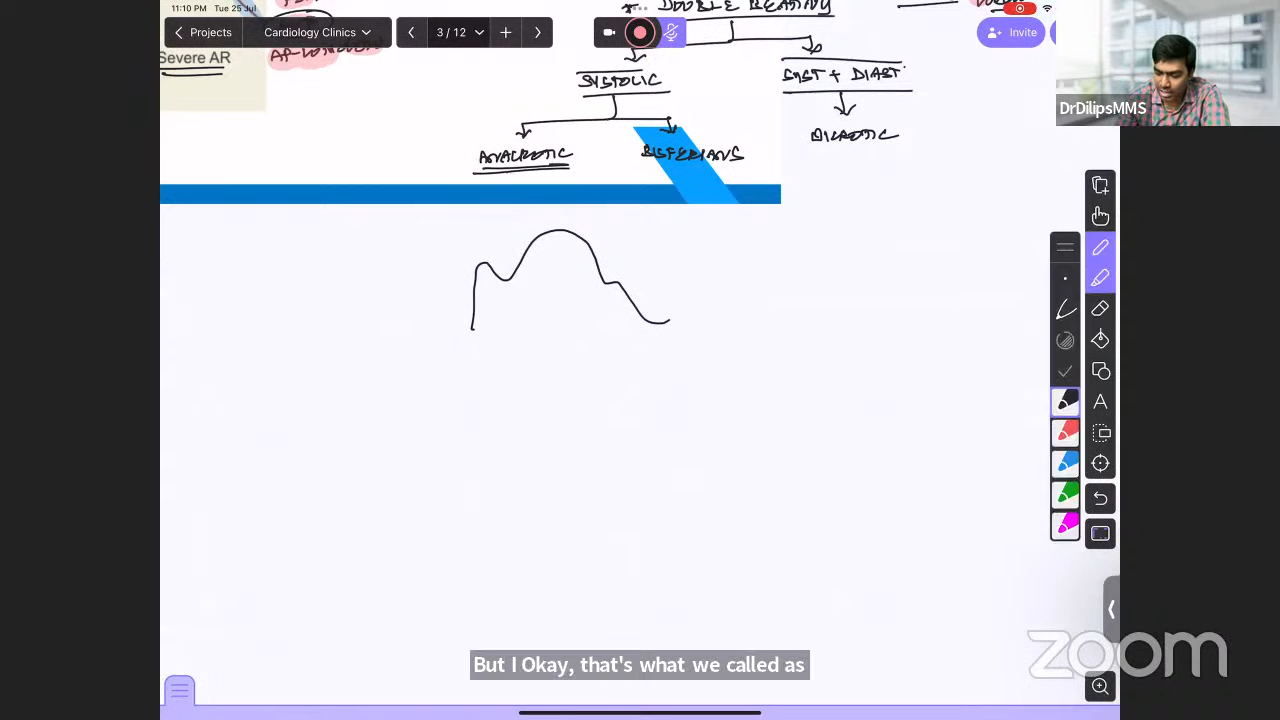 11:10 PM Tue 25 Jul
DOUBLE BEATING
Projects
Cardiology Clinics
3 / 12
Invite
Severe AR
SYSTOLIC
SYST + DIAST
DrDilipsMMS
ANACROTIC
BISFERIANS
DICROTIC
A
But I Okay, that's what we called as
zoom